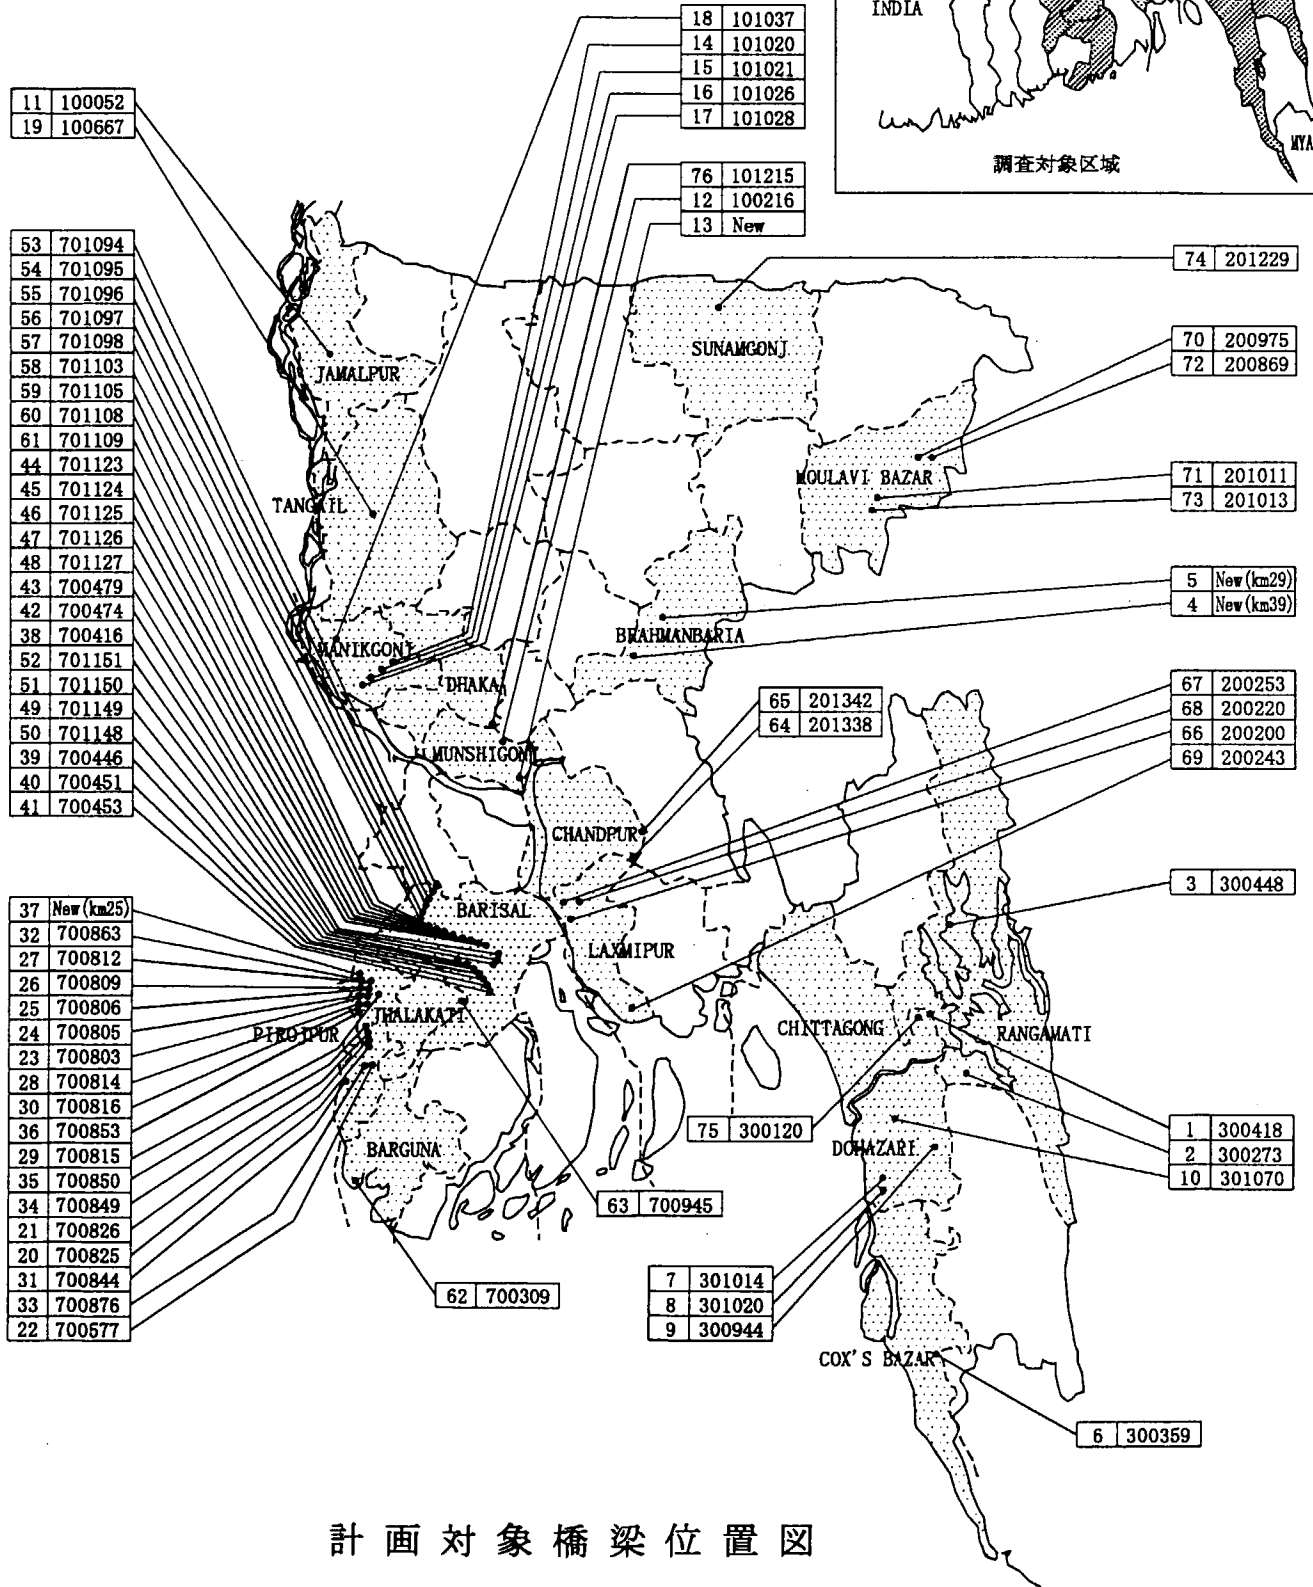 18 101037
14 101020
15 101021
16 101026
17 101028
INDIA
調査対象区域
11 100052
19 100667
76 101215
12 100216
13 New
53 701094
54 701095
55 701096
56 701097
57 701098
58 701103
59 701105
60 701108
61 701109
44 701123
45 701124
46 701125
47 701126
48 701127
43 700479
42 700474
38 700416
52 701151
51 701150
49 701149
50 701148
39 700446
40 700451
41 700453
74 201229
70 200975
72 200869
71 201011
73 201013
5 New(km29)
4 New(km39)
67 200253
68 200220
66 200200
69 200243
65 201342
64 201338
3 300448
SUNAMGONJ
JAMALPUR
MOULAVI BAZAR
TANGAIL
BRAHMANBARIA
MANIKGONJ
DHAKA
MUNSHIGONJ
CHANDPUR
BARISAL
LAXMIPUR
JHALAKATI
PIROJPUR
CHITTAGONG
RANGAMATI
BARGUNA
DOHAZARI
COX'S BAZAR
37 New(km25)
32 700863
27 700812
26 700809
25 700806
24 700805
23 700803
28 700814
30 700816
36 700853
29 700815
35 700850
34 700849
21 700826
20 700825
31 700844
33 700876
22 700577
75 300120
1 300418
2 300273
10 301070
63 700945
62 700309
7 301014
8 301020
9 300944
6 300359
計画対象橋梁位置図